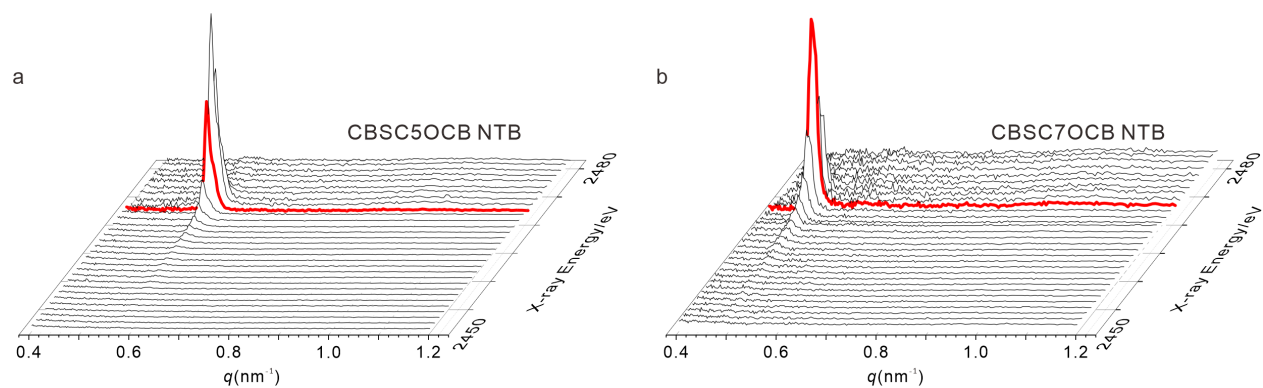 a
CBSC5OCB NTB
2480
X-ray Energy/eV
2450
0.4 0.6 0.8 1.0 1.2
q(nm⁻¹)
b
CBSC7OCB NTB
2480
X-ray Energy/eV
2450
0.4 0.6 0.8 1.0 1.2
q(nm⁻¹)